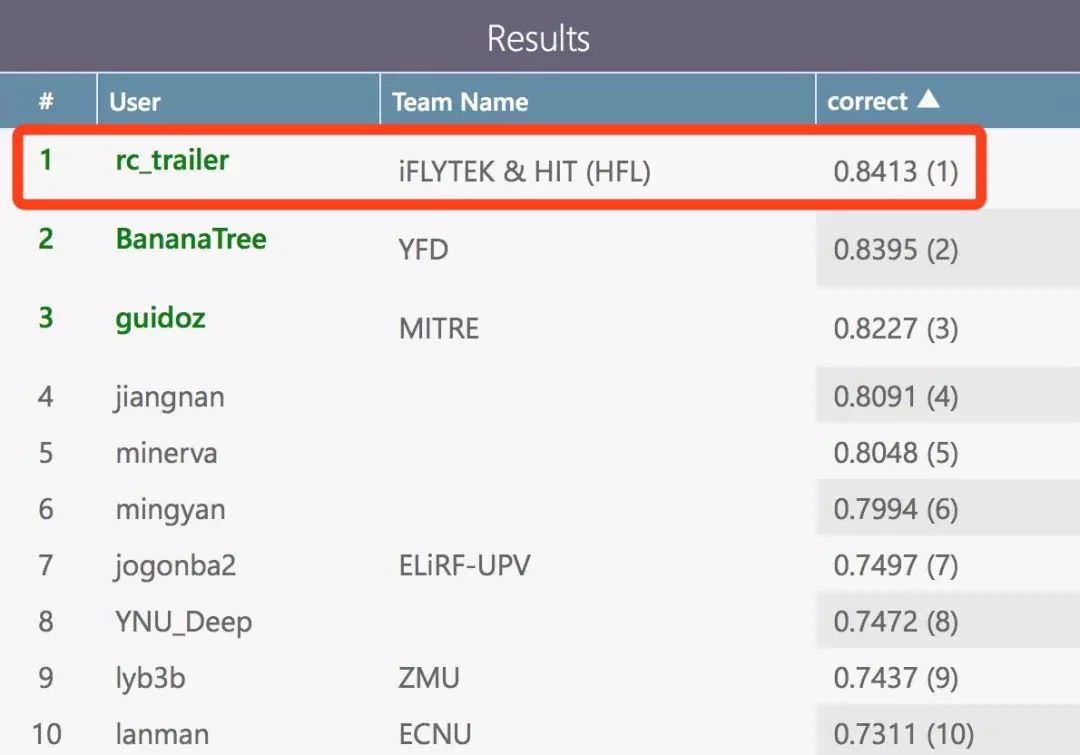 Results
# User Team Name correct ▲
1 rc_trailer iFLYTEK & HIT (HFL) 0.8413 (1)
2 BananaTree YFD 0.8395 (2)
3 guidoz MITRE 0.8227 (3)
4 jiangnan 0.8091 (4)
5 minerva 0.8048 (5)
6 mingyan 0.7994 (6)
7 jogonba2 ELiRF-UPV 0.7497 (7)
8 YNU_Deep 0.7472 (8)
9 lyb3b ZMU 0.7437 (9)
10 lanman ECNU 0.7311 (10)